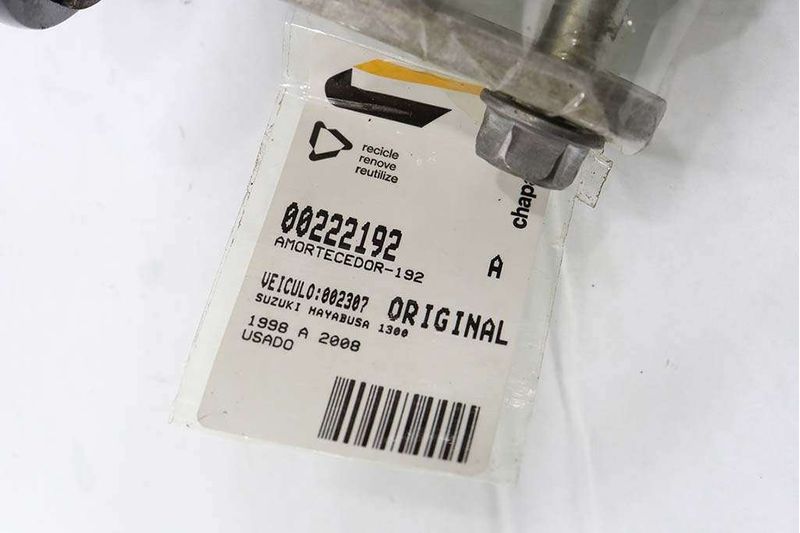 recicle
renove
reutilize
chap
00222192
A
AMORTECEDOR-192
VEICULO:002307
ORIGINAL
SUZUKI HAYABUSA 1300
1998 A 2008
USADO